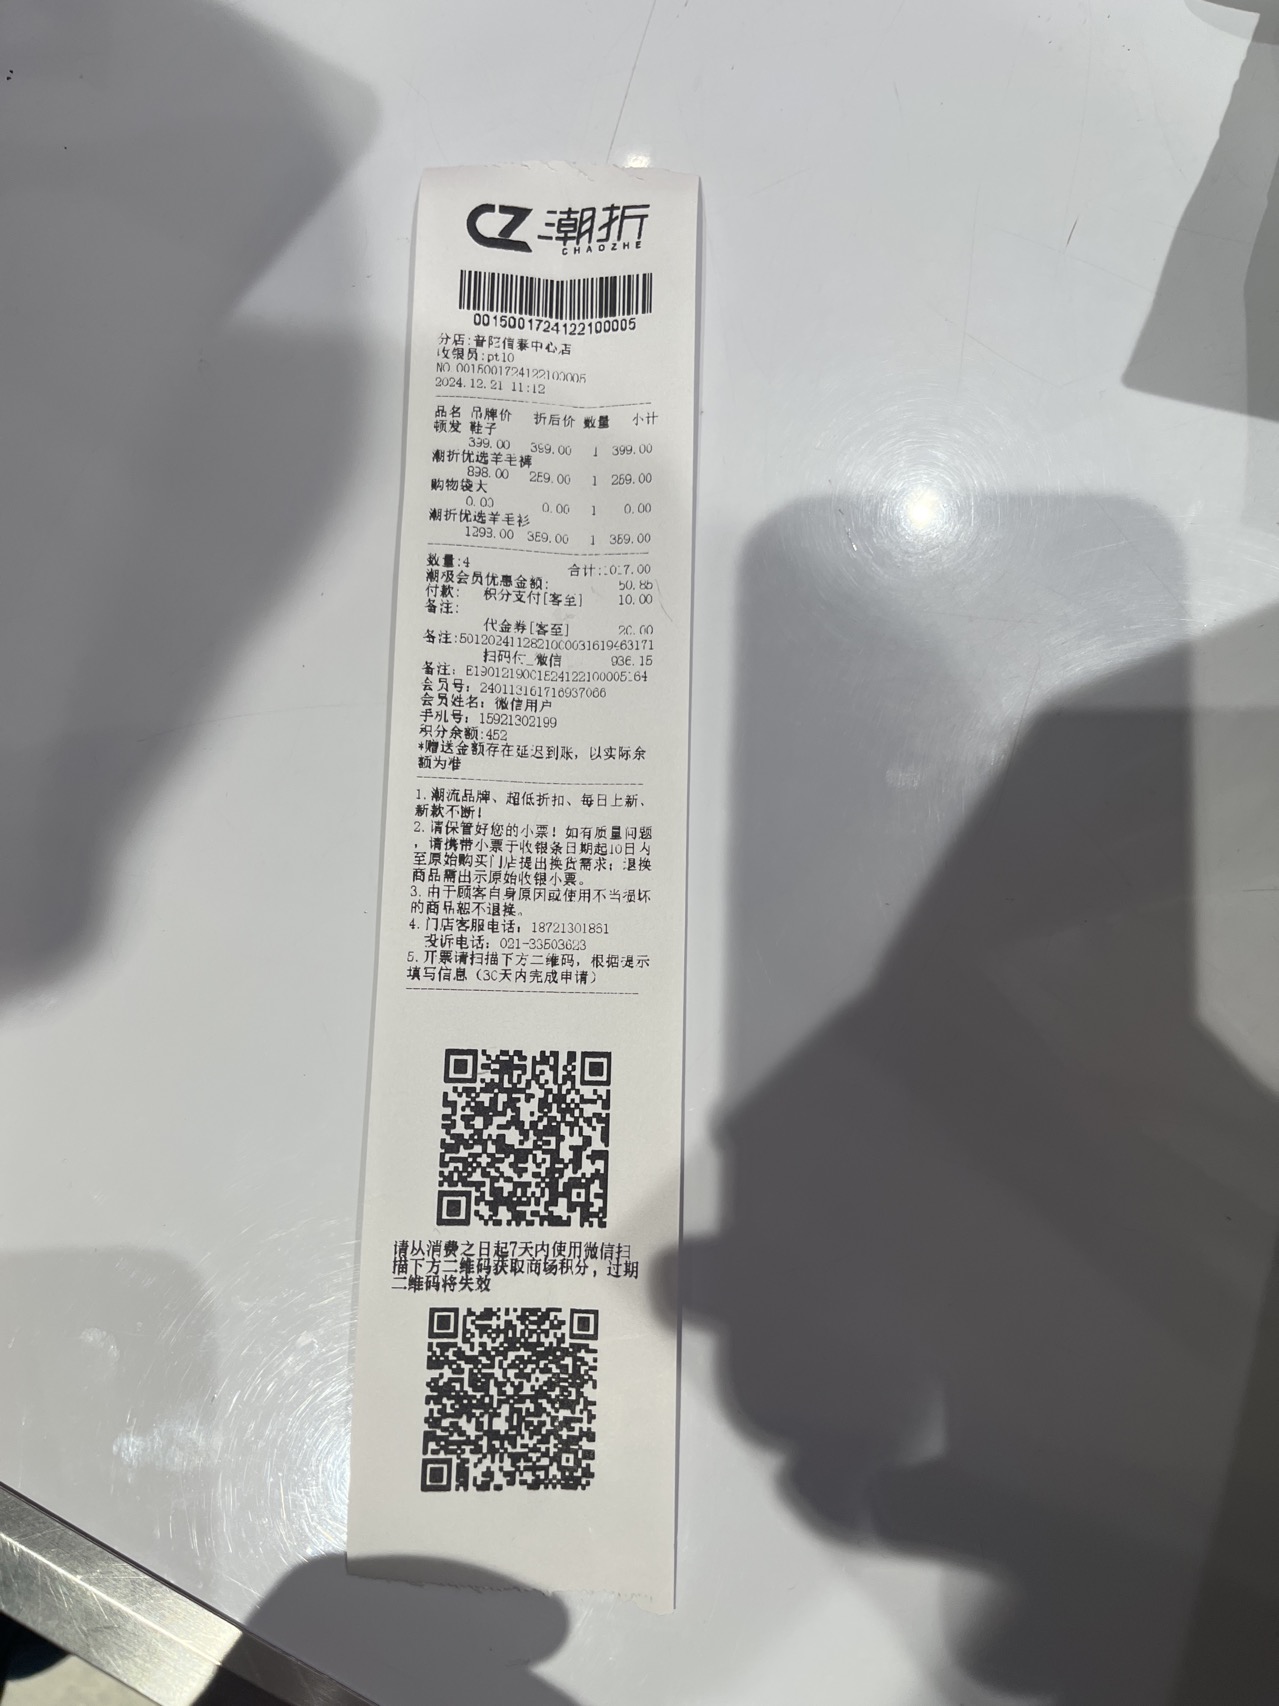 CZ 潮折
CHAOZHE
0015001724122100005
分店:普陀信泰中心店
收银员:pt10
NO 0015001724122100005
2024.12.21 11:12
品名 吊牌价 折后价 数量 小计
顿发 鞋子
399.00 399.00 1 399.00
潮折优选羊毛裤
898.00 259.00 1 259.00
购物袋大
0.00 0.00 1 0.00
潮折优选羊毛衫
1293.00 359.00 1 359.00
数量:4 合计:1017.00
潮极会员优惠金额: 50.85
付款: 积分支付[客至] 10.00
备注:
代金券[客至] 20.00
备注:5012024112821000031619463171
扫码付_微信 936.15
备注:
会员号: 240113161716937066
会员姓名: 微信用户
手机号: 15921302199
积分余额:452
*赠送金额存在延迟到账，以实际余
额为准
1.潮流品牌、超低折扣、每日上新、
新款不断!
2.请保管好您的小票! 如有质量问题
，请携带小票于收银条日期起10日内
至原始购买门店提出换货需求; 退换
商品需出示原始收银小票。
3.由于顾客自身原因或使用不当损坏
的商品恕不退换。
4.门店客服电话: 18721301851
投诉电话: 021-33503623
5.开票请扫描下方二维码，根据提示
填写信息（30天内完成申请）
请从消费之日起7天内使用微信扫
描下方二维码获取商场积分，过期
二维码将失效